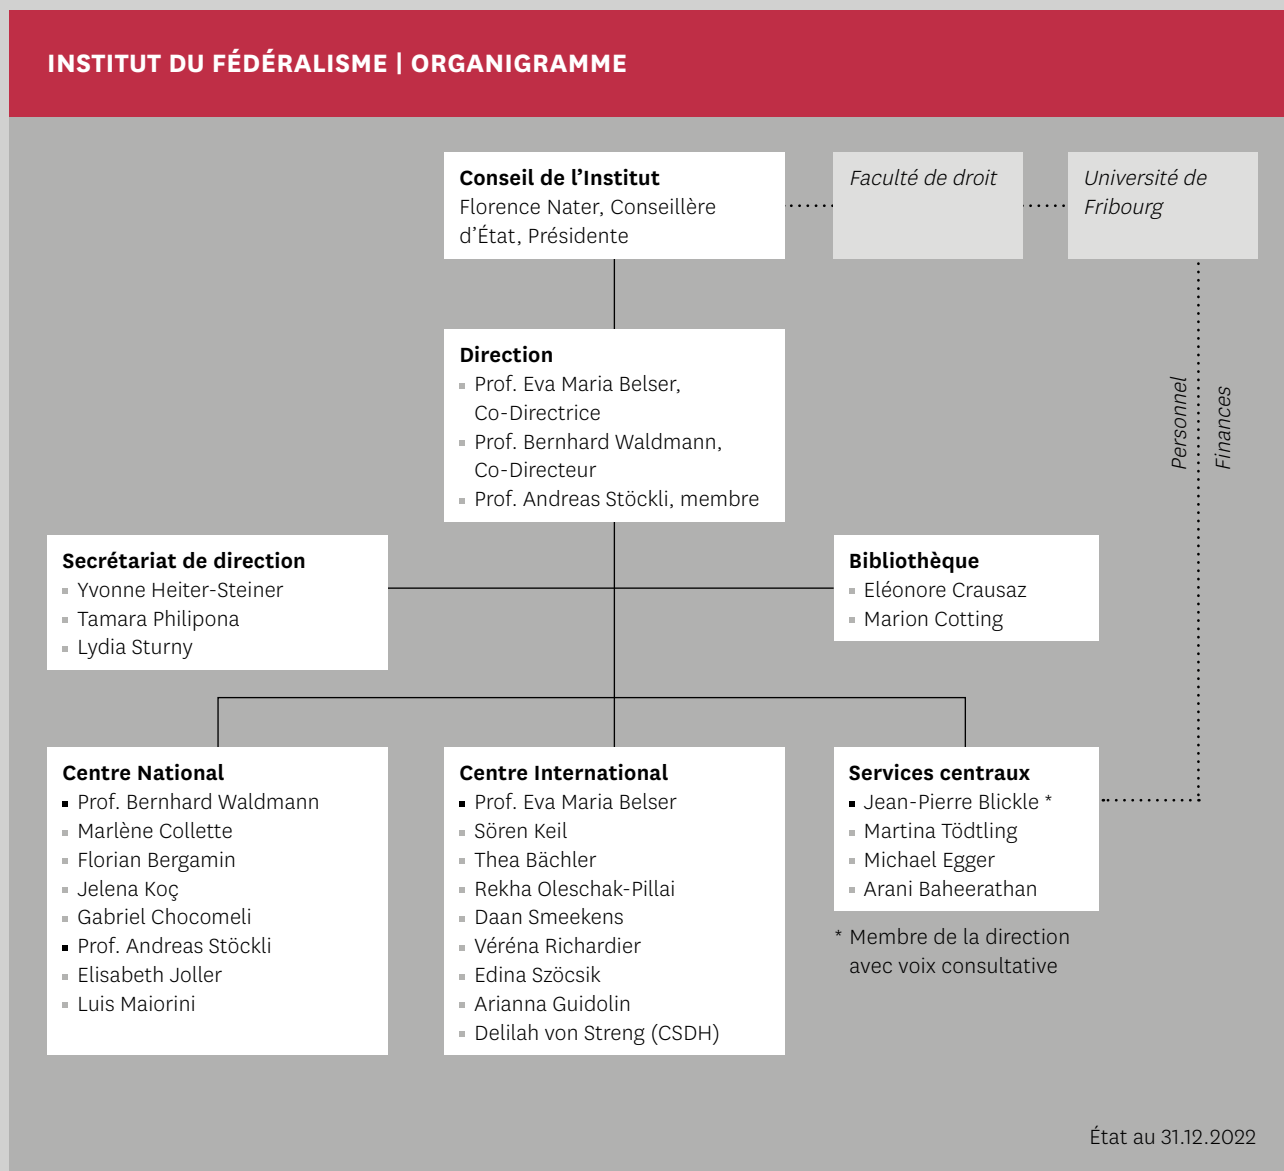 INSTITUT DU FÉDÉRALISME | ORGANIGRAMME
Conseil de l’Institut
Florence Nater, Conseillère
d’État, Présidente
Faculté de droit
Université de
Fribourg
Direction
Prof. Eva Maria Belser,
Co-Directrice
Prof. Bernhard Waldmann,
Co-Directeur
Prof. Andreas Stöckli, membre
Personnel
Finances
Secrétariat de direction
Yvonne Heiter-Steiner
Tamara Philipona
Lydia Sturny
Bibliothèque
Eléonore Crausaz
Marion Cotting
Centre National
Prof. Bernhard Waldmann
Marlène Collette
Florian Bergamin
Jelena Koç
Gabriel Chocomeli
Prof. Andreas Stöckli
Elisabeth Joller
Luis Maiorini
Centre International
Prof. Eva Maria Belser
Sören Keil
Thea Bächler
Rekha Oleschak-Pillai
Daan Smeekens
Véréna Richardier
Edina Szöcsik
Arianna Guidolin
Delilah von Streng (CSDH)
Services centraux
Jean-Pierre Blickle *
Martina Tödtling
Michael Egger
Arani Baheerathan
* Membre de la direction
avec voix consultative
État au 31.12.2022